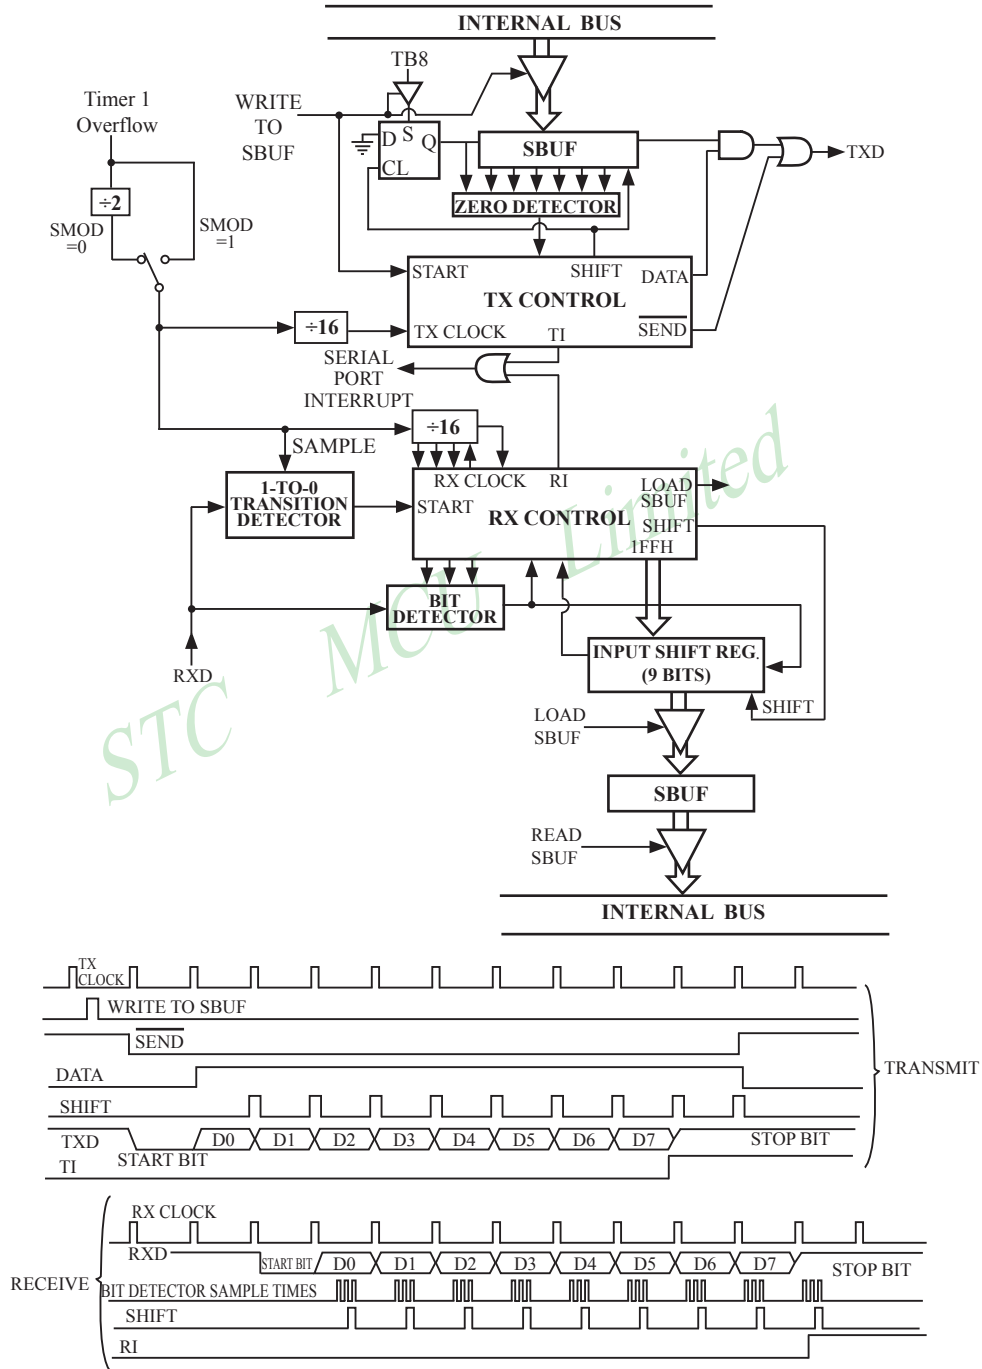 INTERNAL BUS
TB8
Timer 1
Overflow
WRITE
TO
SBUF
D S Q
CL
SBUF
TXD
÷2
ZERO DETECTOR
SMOD
=0
SMOD
=1
START
SHIFT
DATA
TX CONTROL
÷16
TX CLOCK
TI
SEND
SERIAL
PORT
INTERRUPT
÷16
SAMPLE
1-TO-0
TRANSITION
DETECTOR
RX CLOCK
RI
LOAD
SBUF
START
RX CONTROL
SHIFT
1FFH
BIT
DETECTOR
RXD
INPUT SHIFT REG.
(9 BITS)
SHIFT
LOAD
SBUF
SBUF
READ
SBUF
INTERNAL BUS
STC MCU Limited
TX
CLOCK
WRITE TO SBUF
SEND
DATA
TRANSMIT
SHIFT
TXD
START BIT
D0 D1 D2 D3 D4 D5 D6 D7
STOP BIT
TI
RX CLOCK
RXD
START BIT
D0 D1 D2 D3 D4 D5 D6 D7
STOP BIT
RECEIVE
BIT DETECTOR SAMPLE TIMES
SHIFT
RI